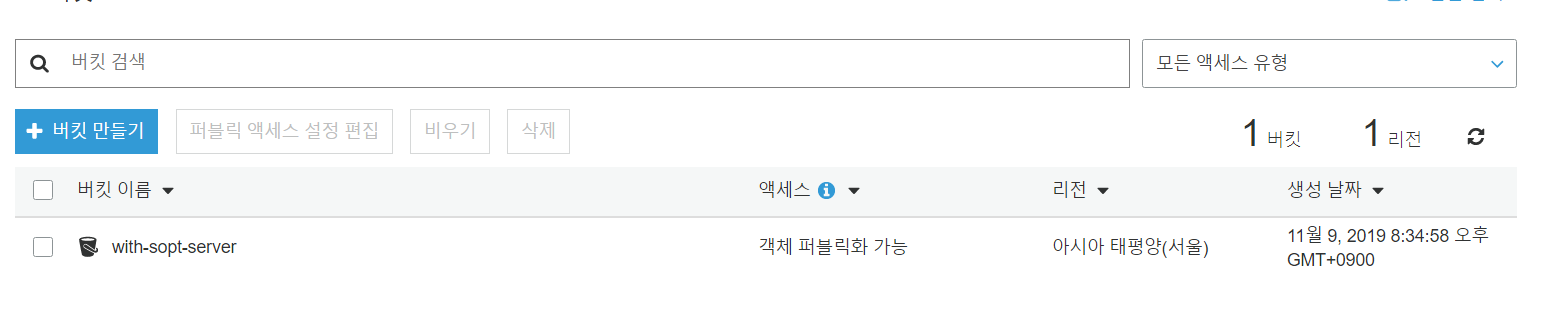 버킷 검색
모든 액세스 유형
버킷 만들기
퍼블릭 액세스 설정 편집
비우기
삭제
1 버킷
1 리전
버킷 이름
액세스
리전
생성 날짜
with-sopt-server
객체 퍼블릭화 가능
아시아 태평양(서울)
11월 9, 2019 8:34:58 오후
GMT+0900